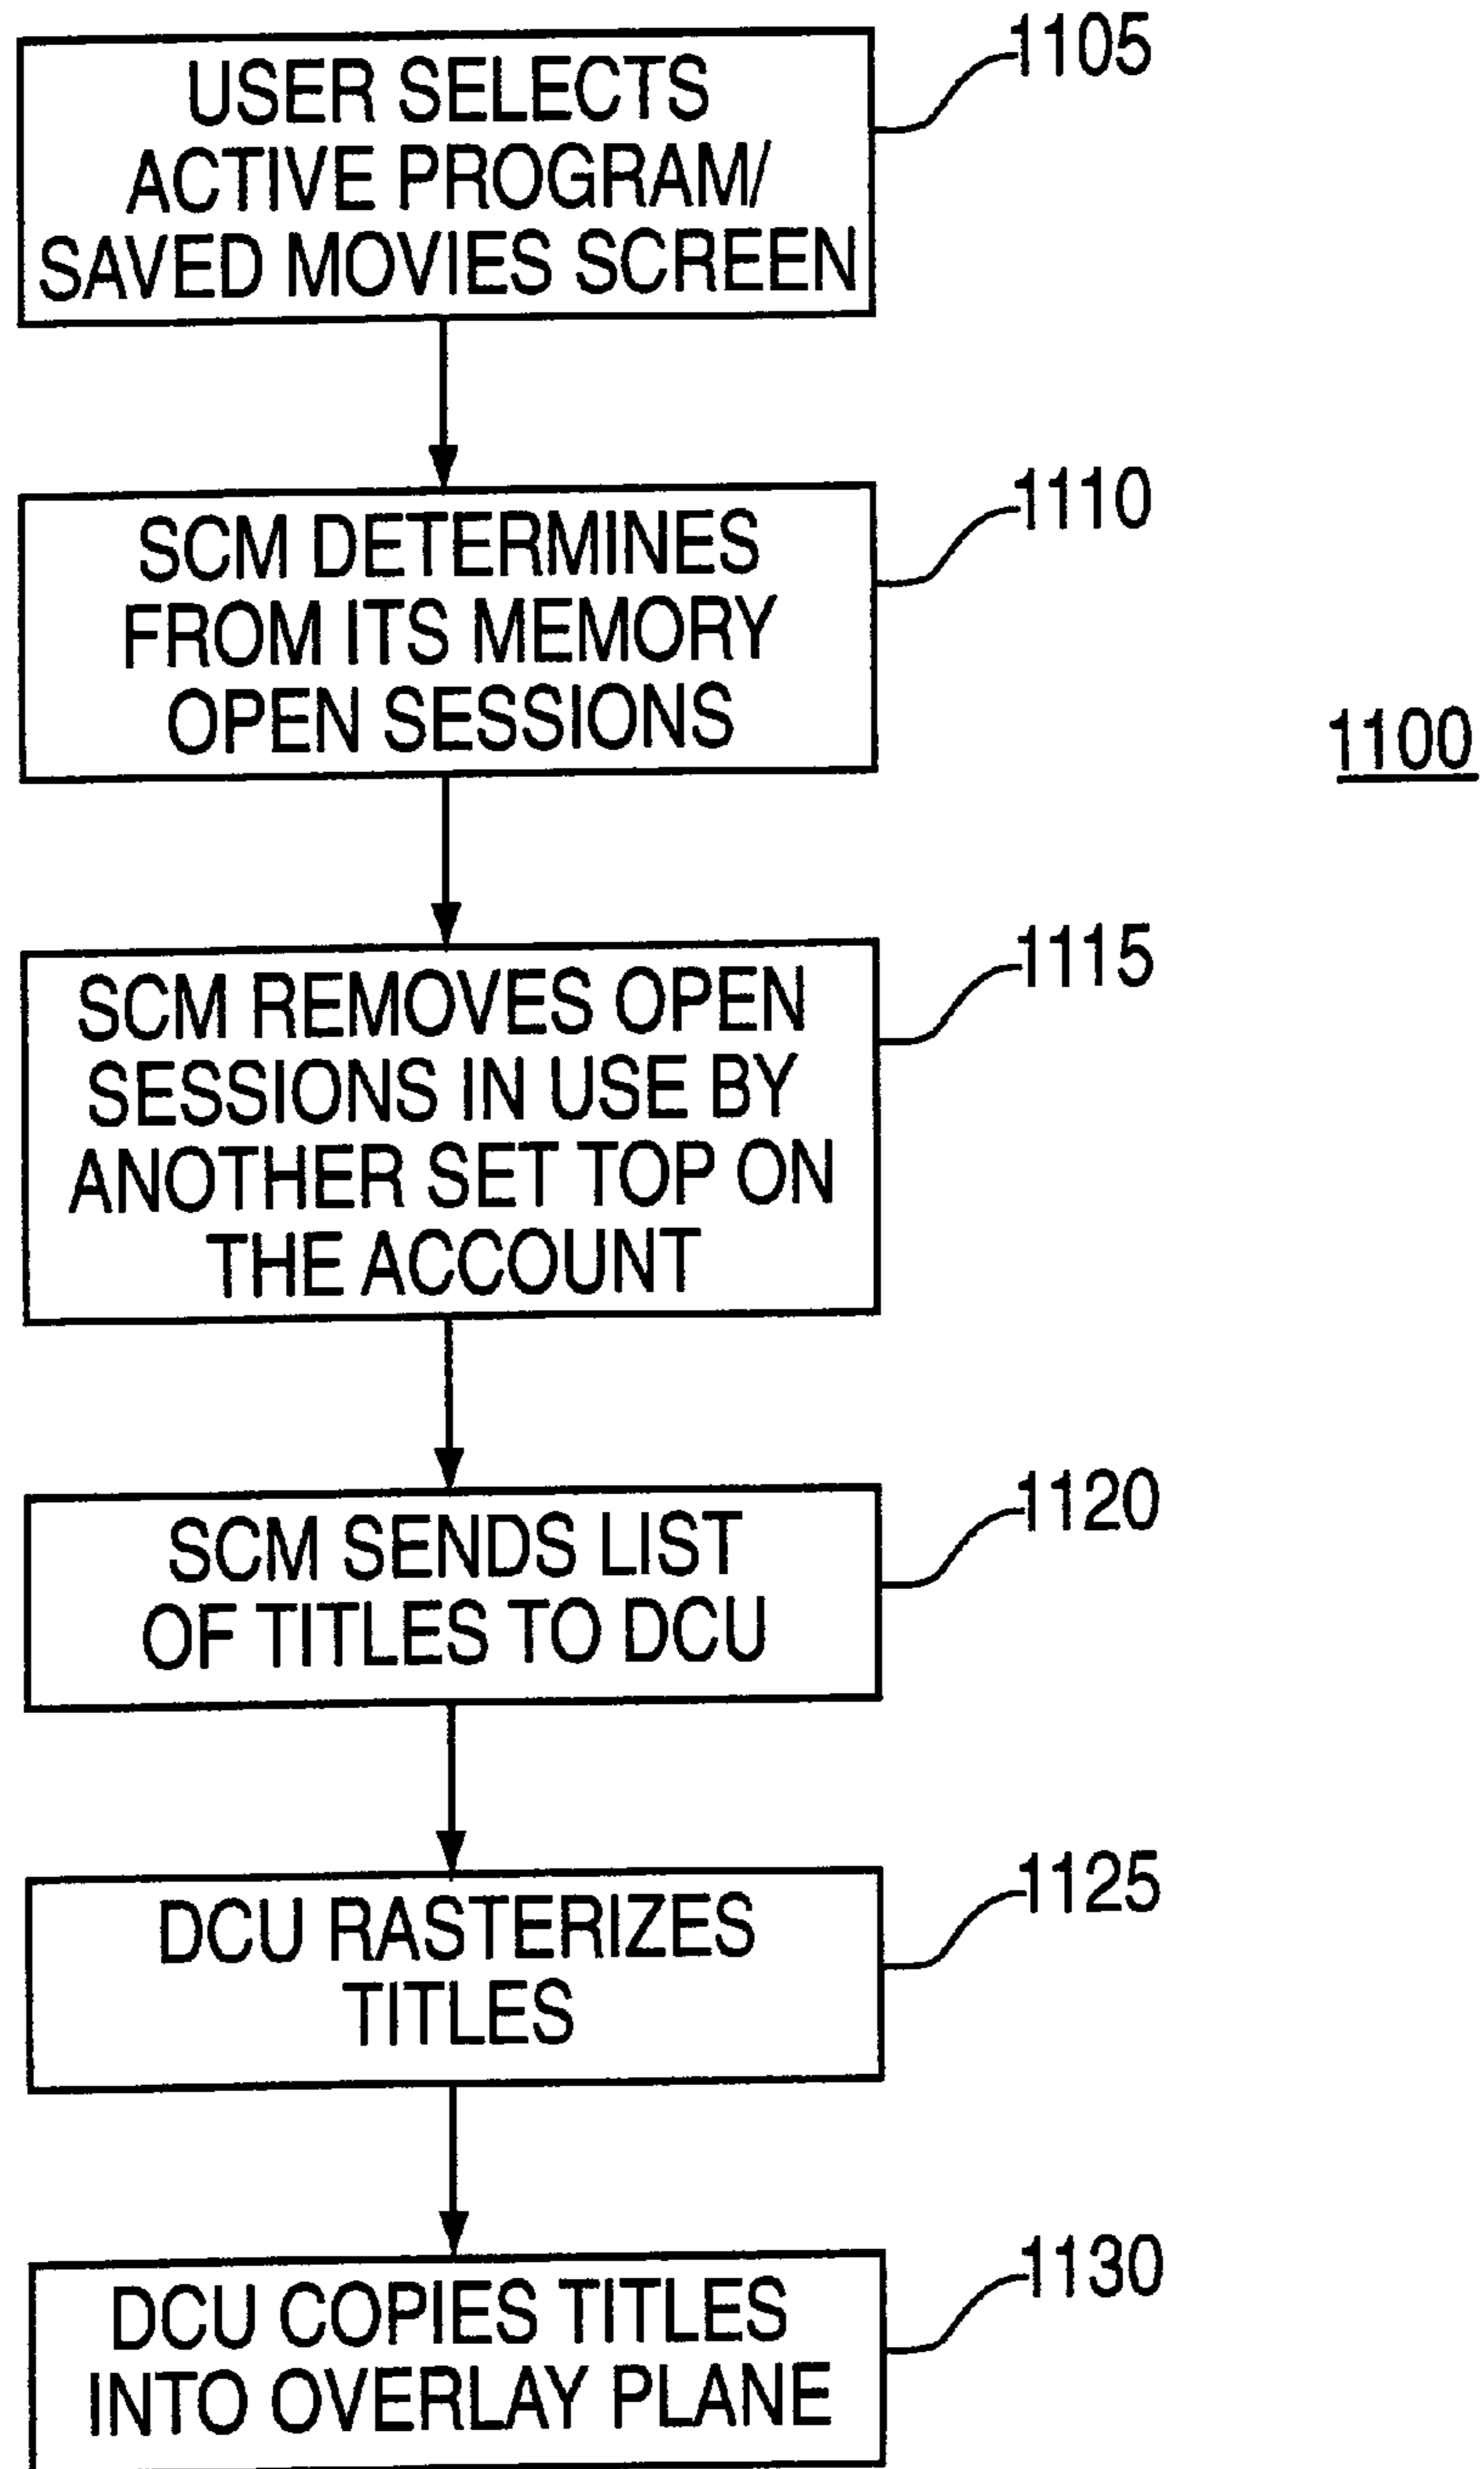 USER SELECTS
ACTIVE PROGRAM/
SAVED MOVIES SCREEN
1105
SCM DETERMINES
FROM ITS MEMORY
OPEN SESSIONS
1110
1100
SCM REMOVES OPEN
SESSIONS IN USE BY
ANOTHER SET TOP ON
THE ACCOUNT
1115
SCM SENDS LIST
OF TITLES TO DCU
1120
DCU RASTERIZES
TITLES
1125
DCU COPIES TITLES
INTO OVERLAY PLANE
1130